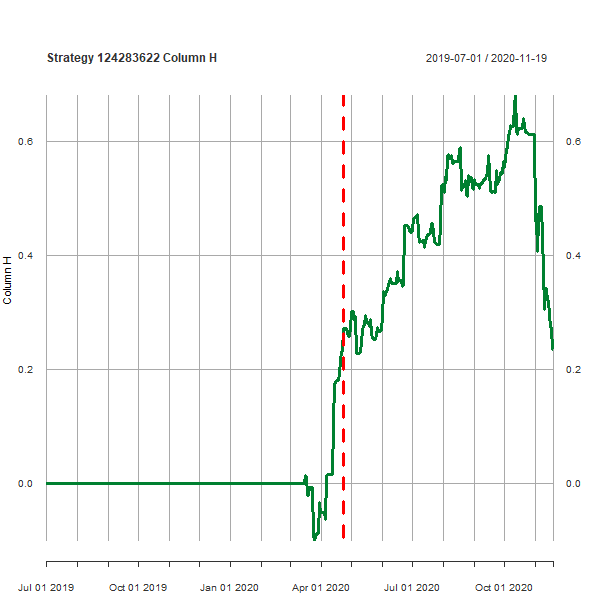 Strategy 124283622 Column H
2019-07-01 / 2020-11-19
0.6
0.6
0.4
0.4
Column H
0.2
0.2
0.0
0.0
Jul 01 2019
Oct 01 2019
Jan 01 2020
Apr 01 2020
Jul 01 2020
Oct 01 2020